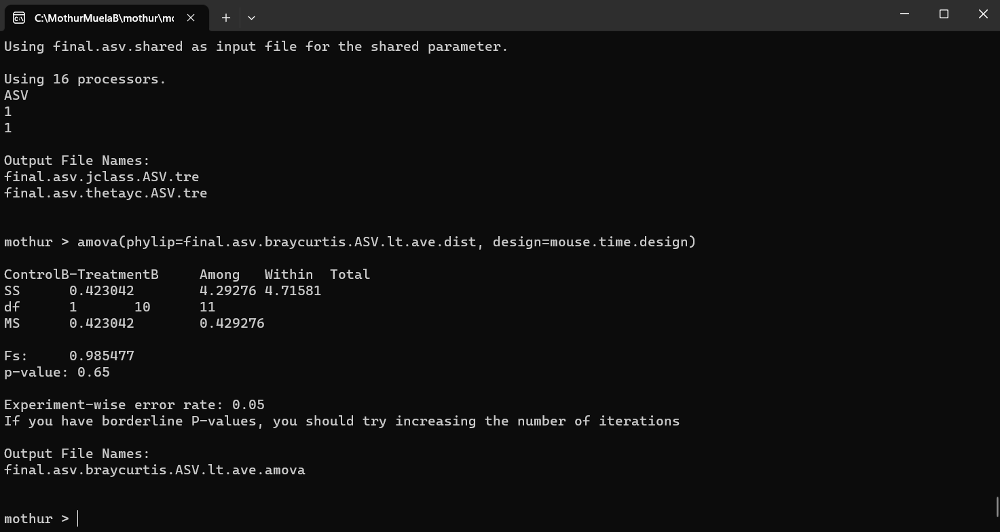 C:\MothurMuelaB\mothur\mc
Using final.asv.shared as input file for the shared parameter.
Using 16 processors.
ASV
1
1
Output File Names:
final.asv.jclass.ASV.tre
final.asv.thetayc.ASV.tre
mothur > amova(phylip=final.asv.braycurtis.ASV.lt.ave.dist, design=mouse.time.design)
ControlB-TreatmentB     Among   Within  Total
SS      0.423042        4.29276 4.71581
df      1       10      11
MS      0.423042        0.429276
Fs:     0.985477
p-value: 0.65
Experiment-wise error rate: 0.05
If you have borderline P-values, you should try increasing the number of iterations
Output File Names:
final.asv.braycurtis.ASV.lt.ave.amova
mothur >